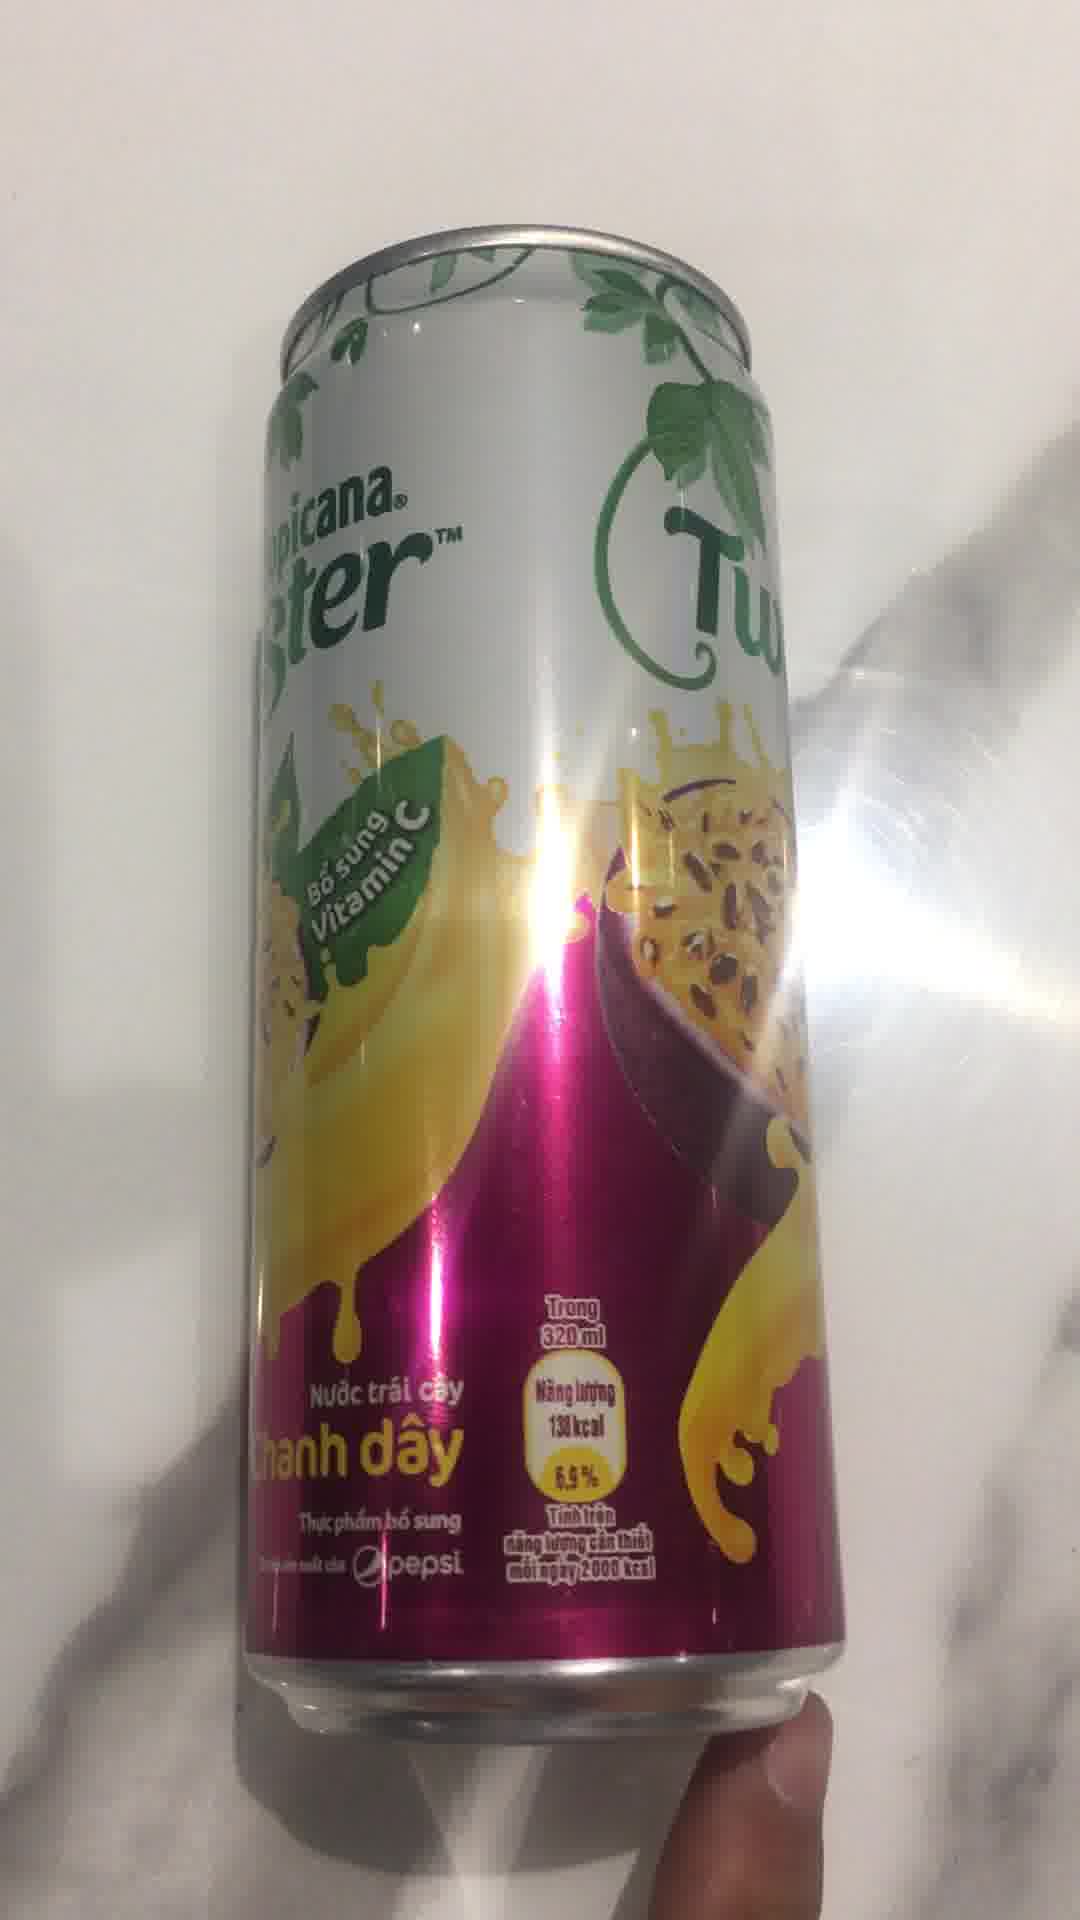 picana®
ster™
Tw
Bổ sung
Vitamin C
Trong
320 ml
Năng lượng
138 kcal
6,9 %
Tính trên
năng lượng cần thiết
mỗi ngày 2000 kcal
Nước trái cây
Chanh dây
Thực phẩm bổ sung
pepsi